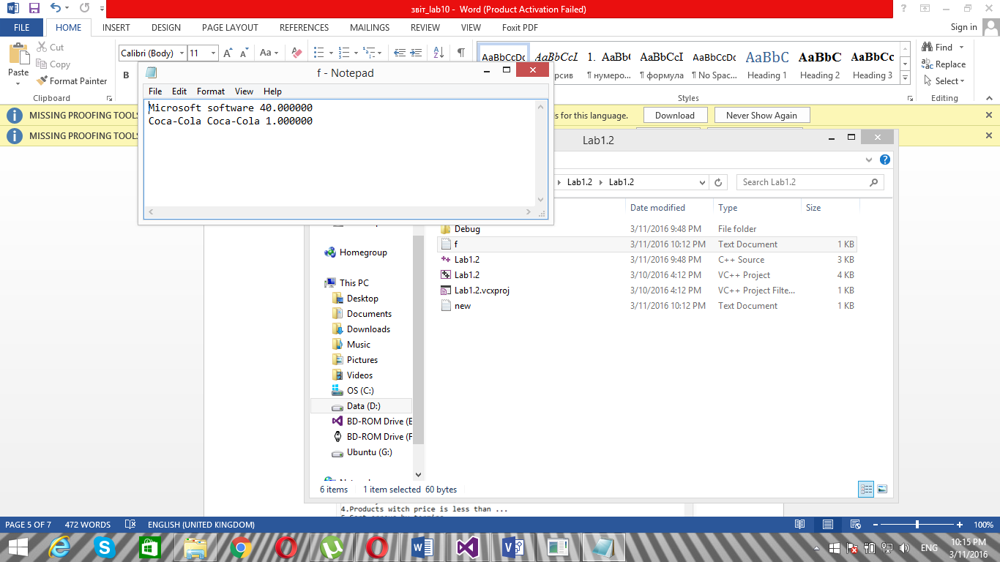 звіт_lab10 - Word (Product Activation Failed)
FILE HOME INSERT DESIGN PAGE LAYOUT REFERENCES MAILINGS REVIEW VIEW Foxit PDF Sign in
Paste
Cut
Copy
Format Painter
Clipboard
Calibri (Body) 11
B
AaBbCcDc AaBbCcI 1. AaBb( AaBbCcI AaBbCcDc AaBbC AaBbC AaBbCc
рсив ¶ нумеро... ¶ формула ¶ No Spac... Heading 1 Heading 2 Heading 3
Styles
Find
Replace
Select
Editing
MISSING PROOFING TOOLS
s for this language. Download Never Show Again
MISSING PROOFING TOOLS
f - Notepad
File Edit Format View Help
Microsoft software 40.000000
Coca-Cola Coca-Cola 1.000000
Lab1.2
Lab1.2 Lab1.2 Search Lab1.2
Date modified Type Size
Debug 3/11/2016 9:48 PM File folder
f 3/11/2016 10:12 PM Text Document 1 KB
Lab1.2 3/11/2016 9:48 PM C++ Source 3 KB
Lab1.2 3/10/2016 4:12 PM VC++ Project 4 KB
Lab1.2.vcxproj 3/10/2016 4:12 PM VC++ Project Filte... 1 KB
new 3/11/2016 10:12 PM Text Document 1 KB
Homegroup
This PC
Desktop
Documents
Downloads
Music
Pictures
Videos
OS (C:)
Data (D:)
BD-ROM Drive (E
BD-ROM Drive (F
Ubuntu (G:)
6 items 1 item selected 60 bytes
4.Products witch price is less than ...
PAGE 5 OF 7 472 WORDS ENGLISH (UNITED KINGDOM) 100%
ENG
10:15 PM
3/11/2016